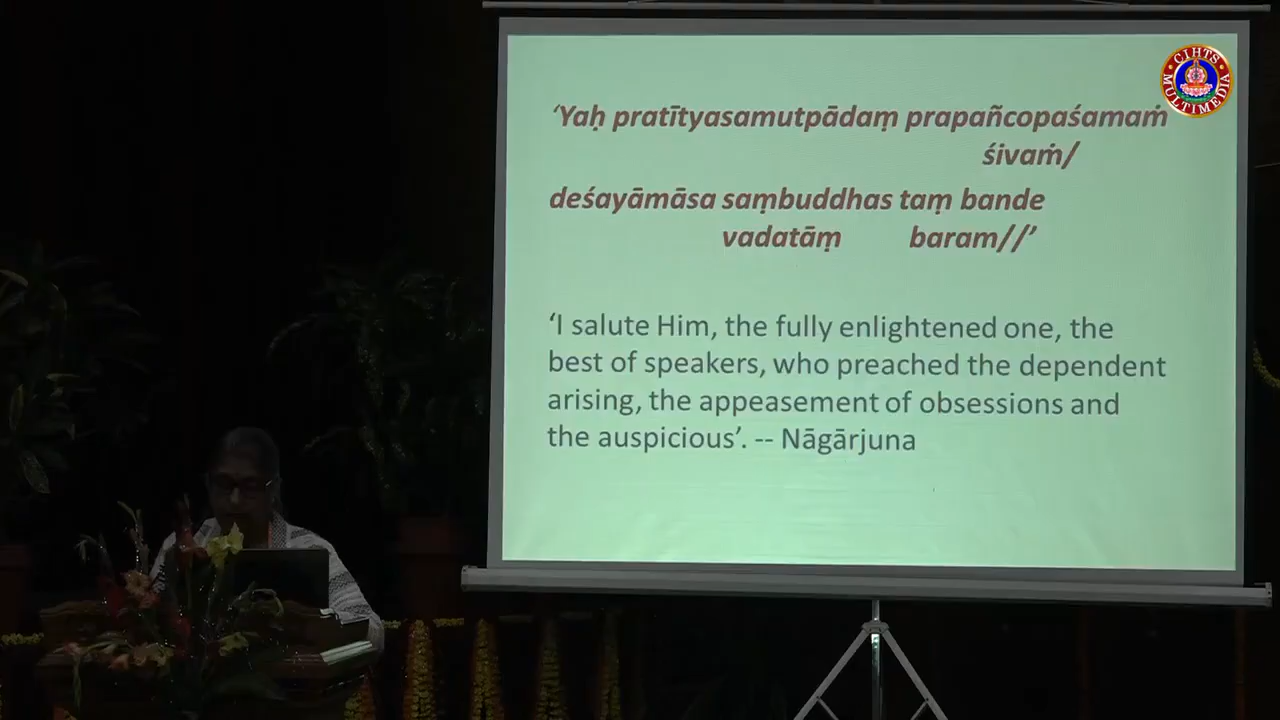 CIHTS
MULTIMEDIA
‘Yaḥ pratītyasamutpādaṃ prapañcopaśamaṁ
śivaṁ/
deśayāmāsa saṃbuddhas taṃ bande
vadatāṃ baram//’
‘I salute Him, the fully enlightened one, the
best of speakers, who preached the dependent
arising, the appeasement of obsessions and
the auspicious’. -- Nāgārjuna